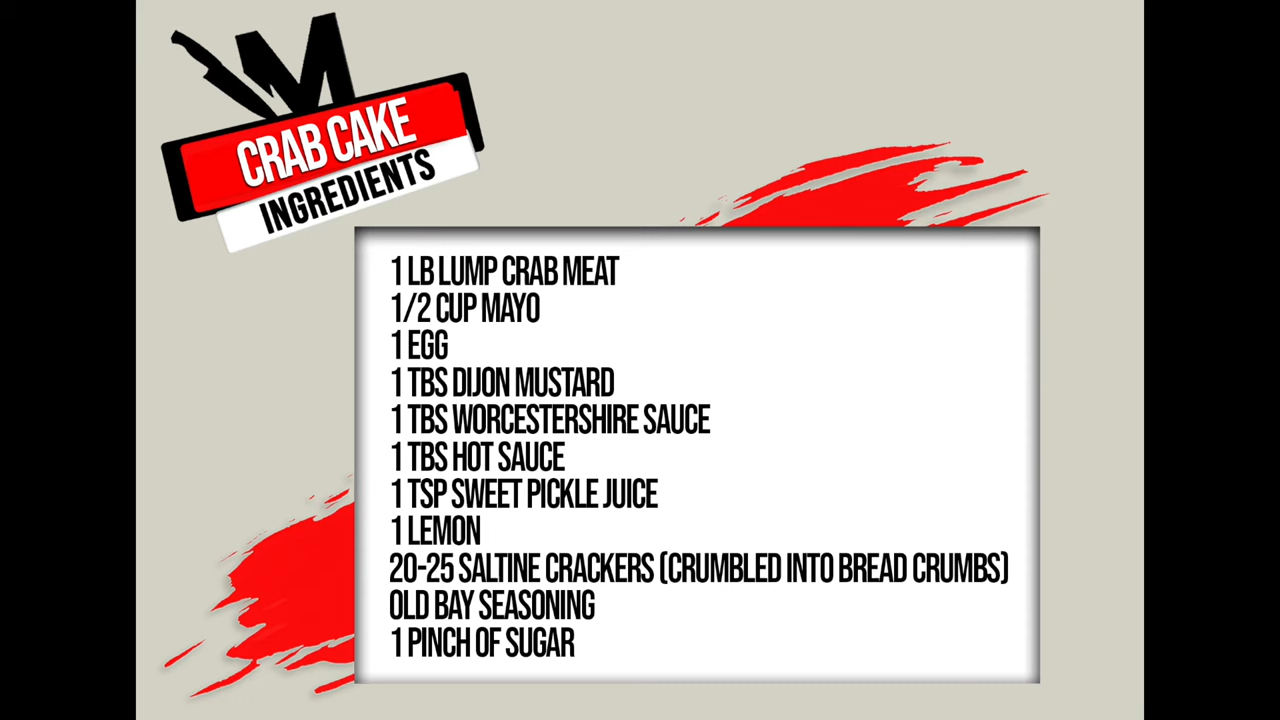 M
CRAB CAKE
INGREDIENTS
1 LB LUMP CRAB MEAT
1/2 CUP MAYO
1 EGG
1 TBS DIJON MUSTARD
1 TBS WORCESTERSHIRE SAUCE
1 TBS HOT SAUCE
1 TSP SWEET PICKLE JUICE
1 LEMON
20-25 SALTINE CRACKERS (CRUMBLED INTO BREAD CRUMBS)
OLD BAY SEASONING
1 PINCH OF SUGAR